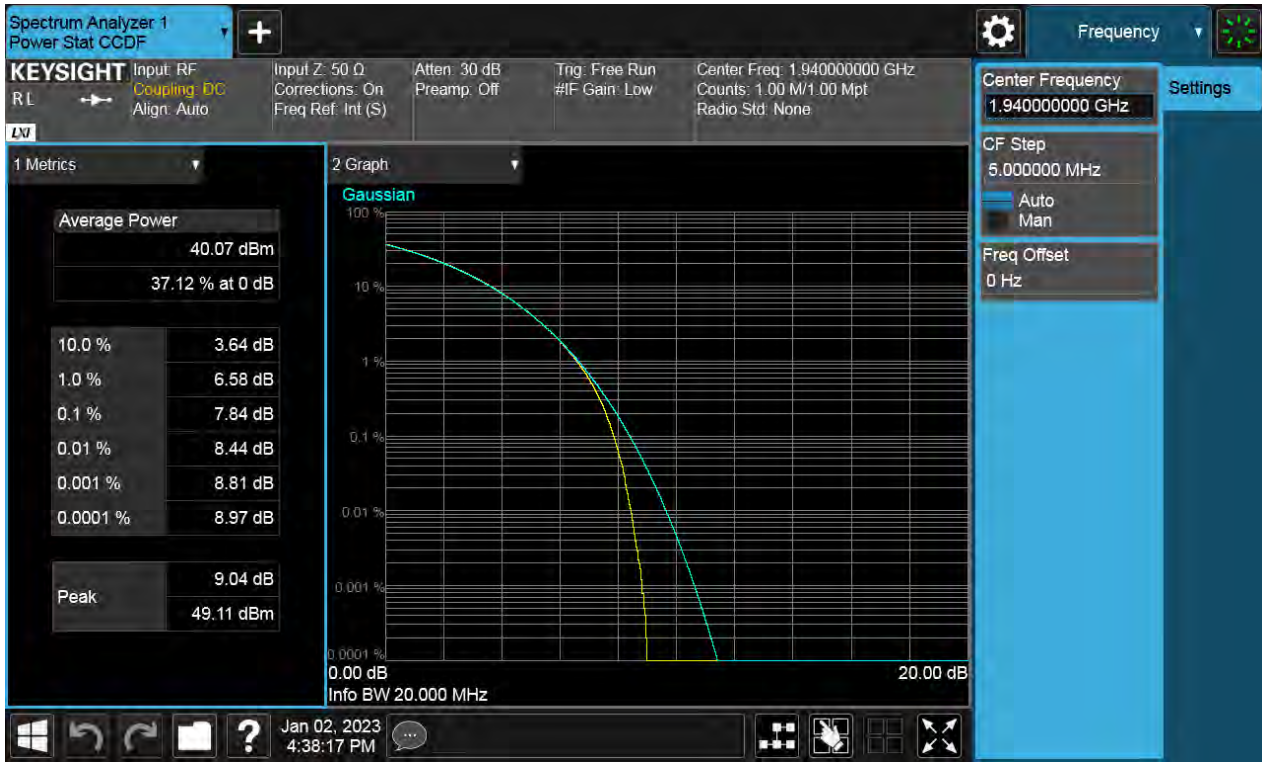 Spectrum Analyzer 1
Power Stat CCDF
+
Frequency
KEYSIGHT
RL
LXI
Input: RF
Coupling: DC
Align: Auto
Input Z: 50 Ω
Corrections: On
Freq Ref: Int (S)
Atten: 30 dB
Preamp: Off
Trig: Free Run
#IF Gain: Low
Center Freq: 1.940000000 GHz
Counts: 1.00 M/1.00 Mpt
Radio Std: None
Center Frequency
1.940000000 GHz
Settings
CF Step
5.000000 MHz
Auto
Man
Freq Offset
0 Hz
1 Metrics
Average Power
40.07 dBm
37.12 % at 0 dB
10.0 % 3.64 dB
1.0 % 6.58 dB
0.1 % 7.84 dB
0.01 % 8.44 dB
0.001 % 8.81 dB
0.0001 % 8.97 dB
Peak
9.04 dB
49.11 dBm
2 Graph
Gaussian
100 %
10 %
1 %
0.1 %
0.01 %
0.001 %
0.0001 %
0.00 dB 20.00 dB
Info BW 20.000 MHz
?
Jan 02, 2023
4:38:17 PM